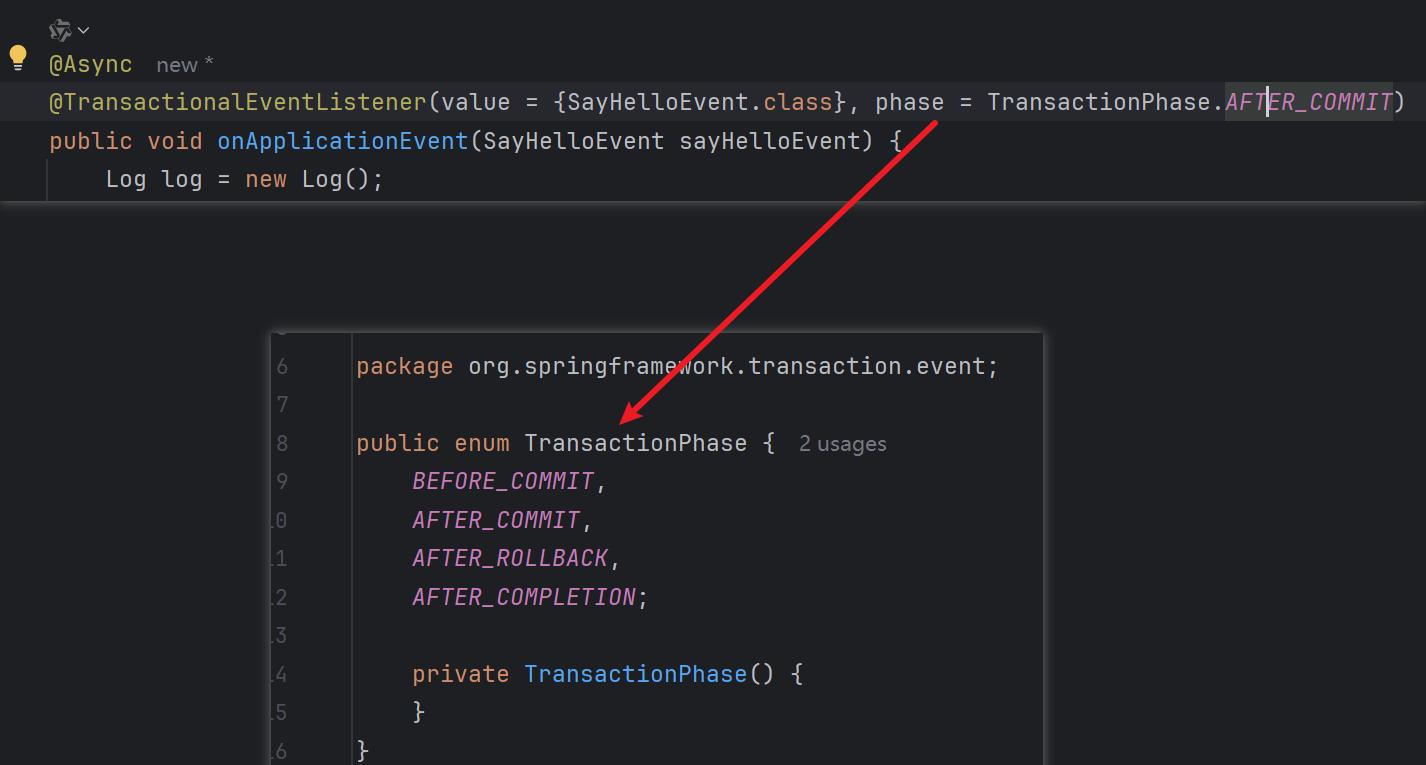 @Async new *
@TransactionalEventListener(value = {SayHelloEvent.class}, phase = TransactionPhase.AFTER_COMMIT)
public void onApplicationEvent(SayHelloEvent sayHelloEvent) {
Log log = new Log();
6 package org.springframework.transaction.event;
7
8 public enum TransactionPhase { 2 usages
9 BEFORE_COMMIT,
10 AFTER_COMMIT,
11 AFTER_ROLLBACK,
12 AFTER_COMPLETION;
13
14 private TransactionPhase() {
15 }
16 }